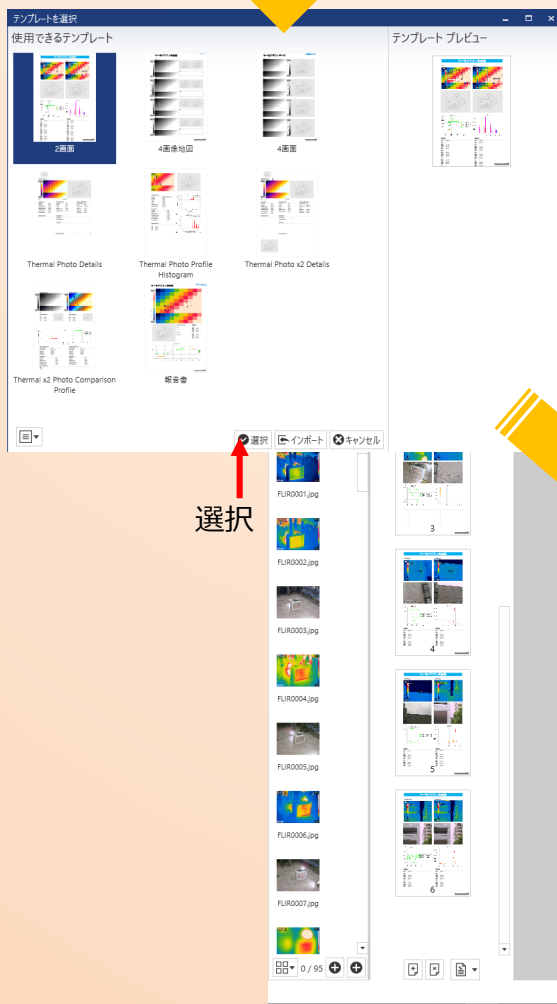 テンプレートを選択
使用できるテンプレート
テンプレート プレビュー
2画面
4画像地図
4画面
Thermal Photo Details
Thermal Photo Profile
Histogram
Thermal Photo x2 Details
Thermal x2 Photo Comparison
Profile
報告書
選択
インポート
キャンセル
選択
FLIR0001.jpg
FLIR0002.jpg
FLIR0003.jpg
FLIR0004.jpg
FLIR0005.jpg
FLIR0006.jpg
FLIR0007.jpg
0 / 95
3
4
5
6